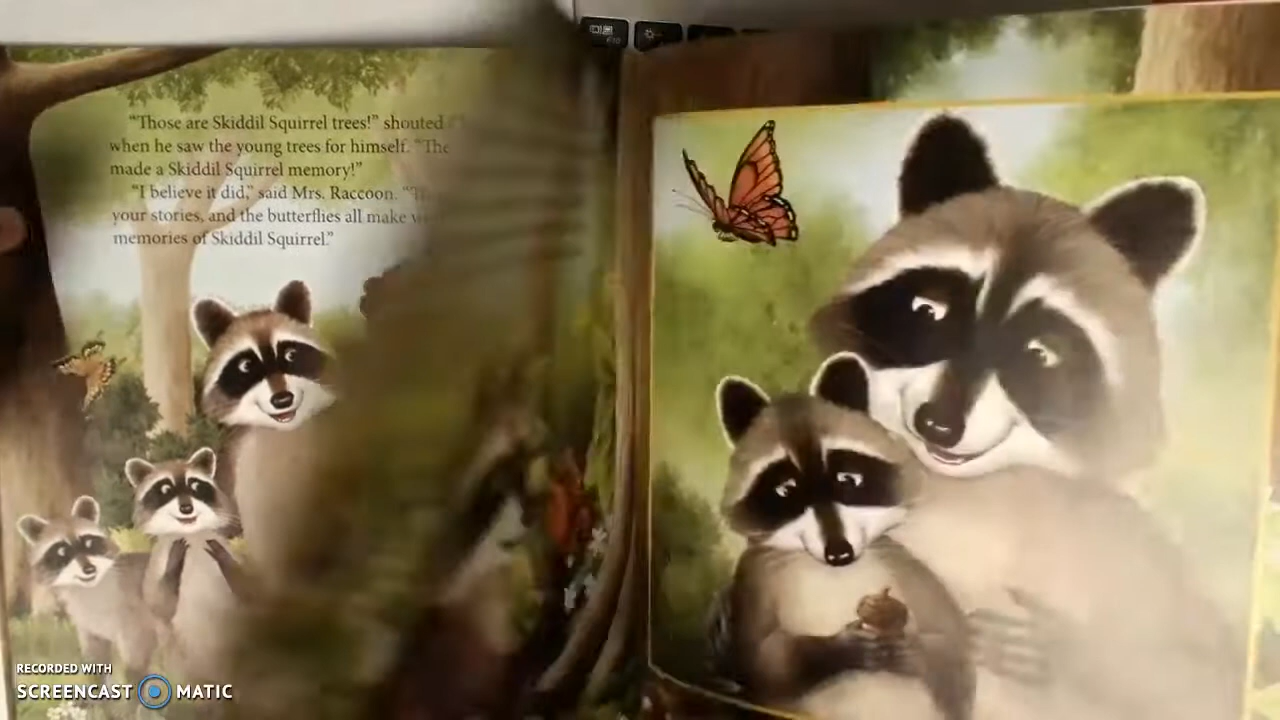 "Those are Skiddil Squirrel trees!" shouted
when he saw the young trees for himself. "The
made a Skiddil Squirrel memory!"
"I believe it did," said Mrs. Raccoon.
your stories, and the butterflies all make
memories of Skiddil Squirrel."
RECORDED WITH
SCREENCAST MATIC